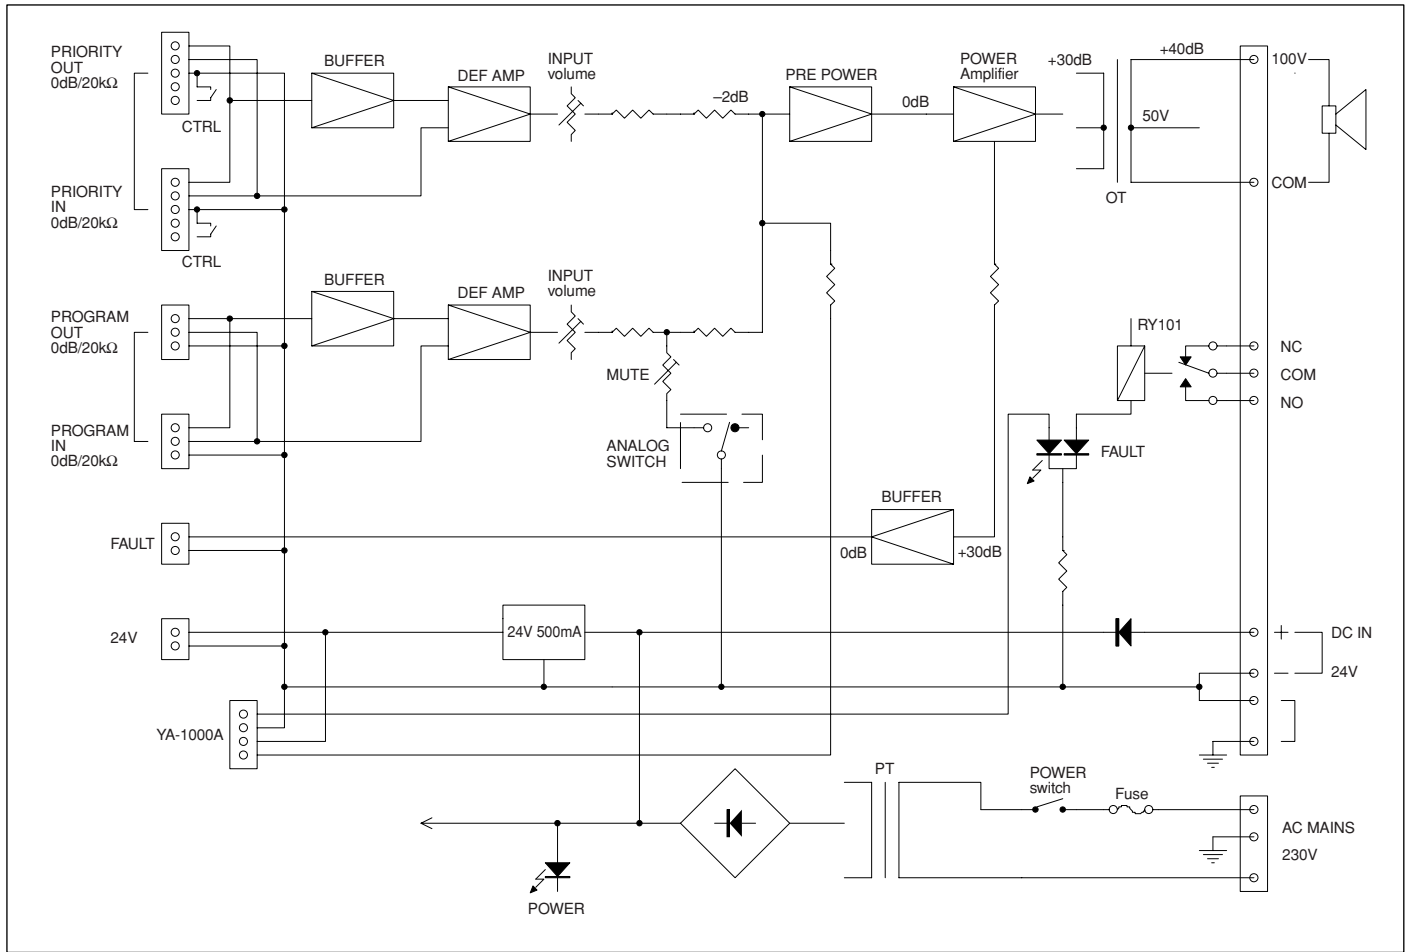 PRIORITY
OUT
0dB/20kΩ
CTRL
BUFFER
DEF AMP
INPUT
volume
–2dB
PRE POWER
0dB
POWER
Amplifier
+30dB
+40dB
100V
50V
OT
COM
PRIORITY
IN
0dB/20kΩ
CTRL
PROGRAM
OUT
0dB/20kΩ
BUFFER
DEF AMP
INPUT
volume
MUTE
ANALOG
SWITCH
RY101
NC
COM
NO
FAULT
PROGRAM
IN
0dB/20kΩ
FAULT
BUFFER
0dB
+30dB
24V
24V 500mA
+
DC IN
–
24V
YA-1000A
PT
POWER
switch
Fuse
AC MAINS
230V
POWER